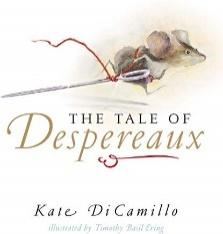 THE TALE OF
Despereaux
Kate DiCamillo
illustrated by Timothy Basil Ering